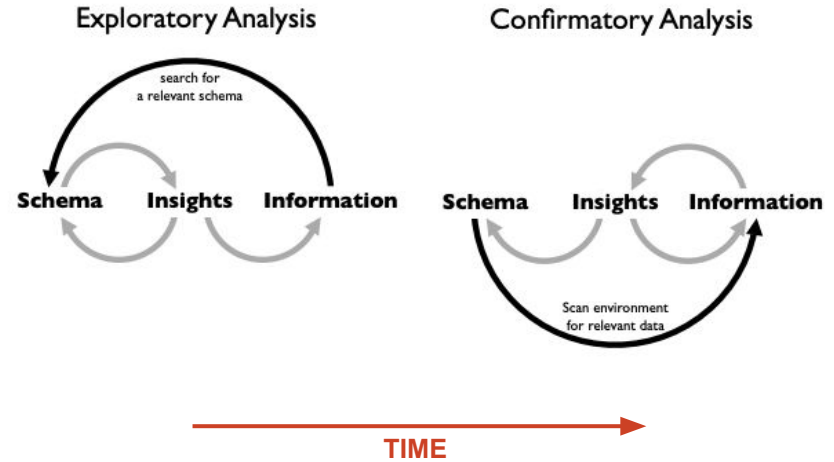 Exploratory Analysis
search for
a relevant schema
Schema Insights Information
Confirmatory Analysis
Schema Insights Information
Scan environment
for relevant data
TIME